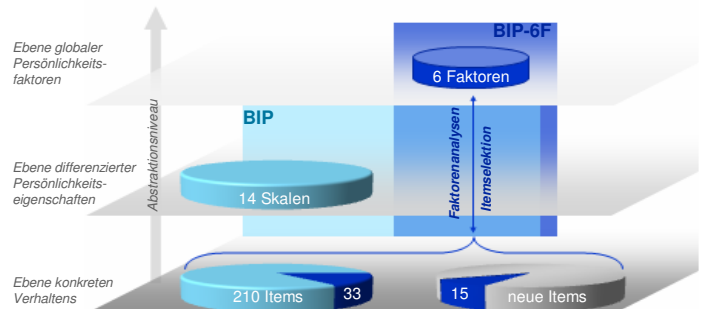 Ebene globaler
Persönlichkeits-
faktoren
BIP-6F
6 Faktoren
BIP
Abstraktionsniveau
Faktorenanalysen
Itemselektion
Ebene differenzierter
Persönlichkeits-
eigenschaften
14 Skalen
Ebene konkreten
Verhaltens
210 Items
33
15
neue Items